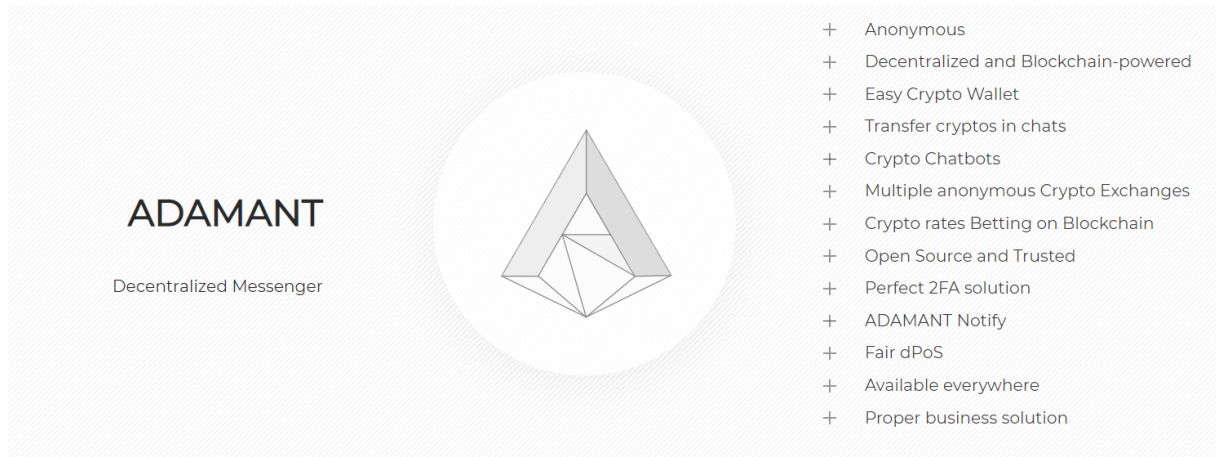 ADAMANT
Decentralized Messenger
Anonymous
Decentralized and Blockchain-powered
Easy Crypto Wallet
Transfer cryptos in chats
Crypto Chatbots
Multiple anonymous Crypto Exchanges
Crypto rates Betting on Blockchain
Open Source and Trusted
Perfect 2FA solution
ADAMANT Notify
Fair dPoS
Available everywhere
Proper business solution